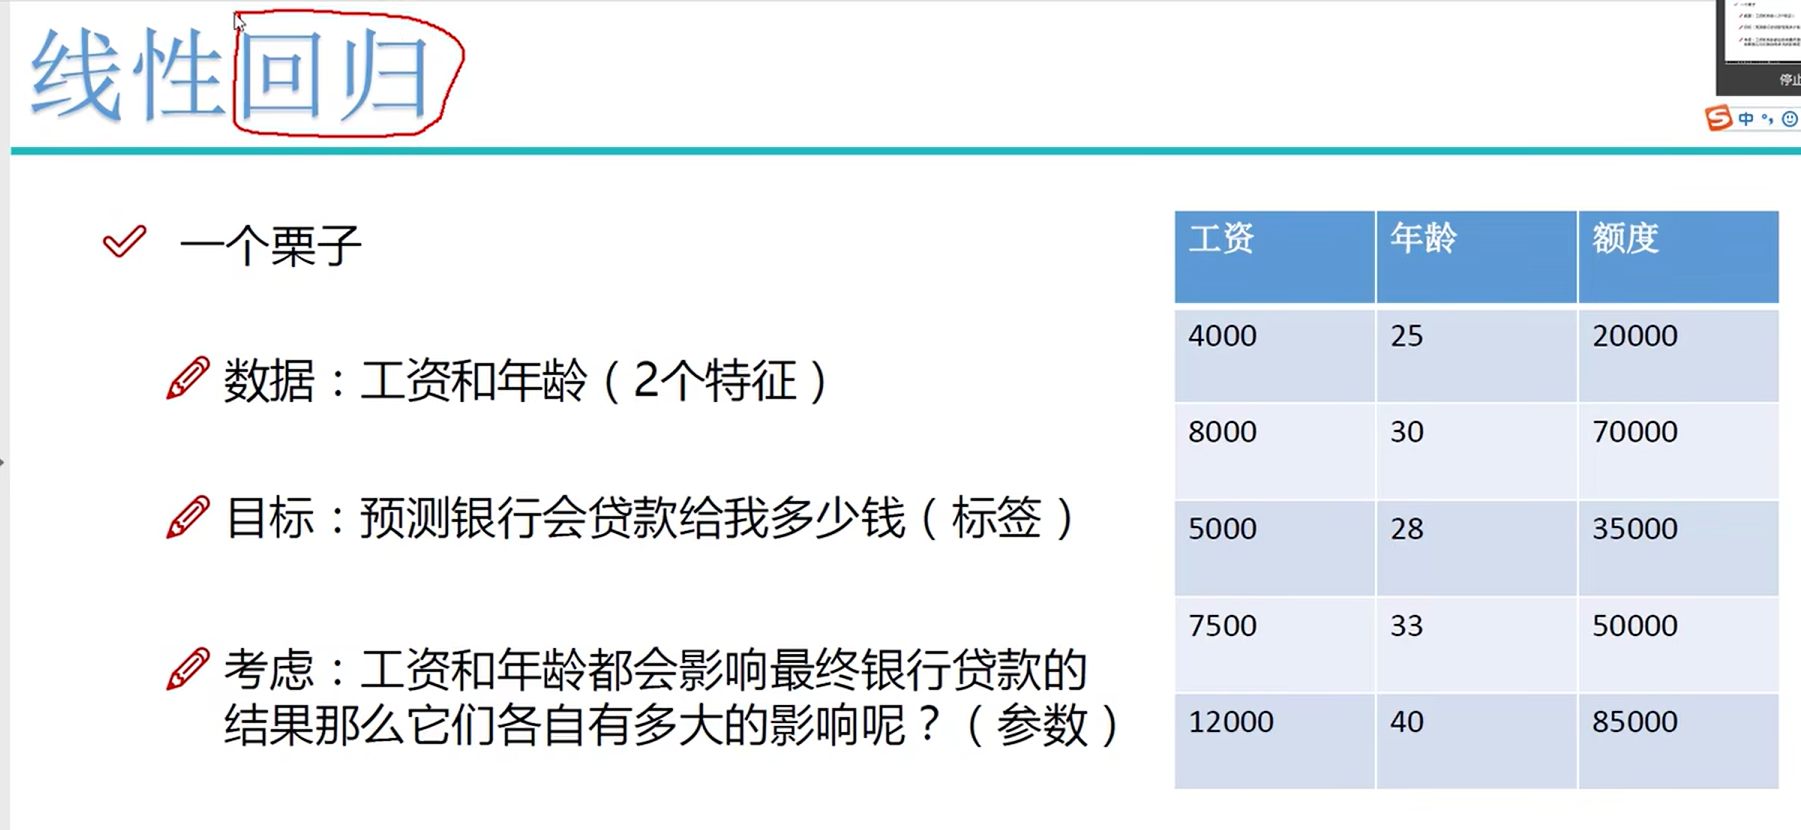 线性回归
一个栗子
数据：工资和年龄（2个特征）
目标：预测银行会贷款给我多少钱（标签）
考虑：工资和年龄都会影响最终银行贷款的
结果那么它们各自有多大的影响呢？（参数）
工资 年龄 额度
4000 25 20000
8000 30 70000
5000 28 35000
7500 33 50000
12000 40 85000
停止
中